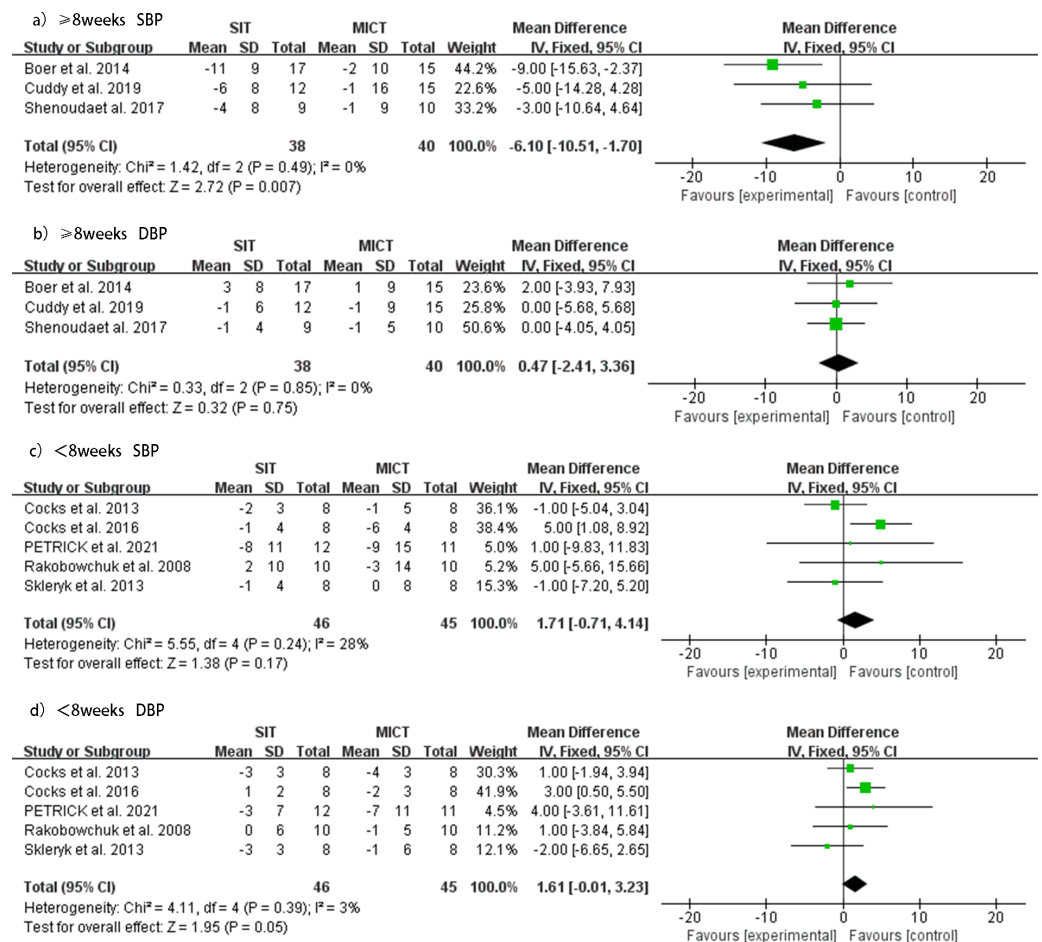 a) ≥8weeks SBP
SIT MICT Mean Difference Mean Difference
Study or Subgroup Mean SD Total Mean SD Total Weight IV, Fixed, 95% CI IV, Fixed, 95% CI
Boer et al. 2014 -11 9 17 -2 10 15 44.2% -9.00 [-15.63, -2.37]
Cuddy et al. 2019 -6 8 12 -1 16 15 22.6% -5.00 [-14.28, 4.28]
Shenoudaet al. 2017 -4 8 9 -1 9 10 33.2% -3.00 [-10.64, 4.64]
Total (95% CI) 38 40 100.0% -6.10 [-10.51, -1.70]
Heterogeneity: Chi² = 1.42, df = 2 (P = 0.49); I² = 0%
Test for overall effect: Z = 2.72 (P = 0.007)
-20 -10 0 10 20
Favours [experimental] Favours [control]
b) ≥8weeks DBP
SIT MICT Mean Difference Mean Difference
Study or Subgroup Mean SD Total Mean SD Total Weight IV, Fixed, 95% CI IV, Fixed, 95% CI
Boer et al. 2014 3 8 17 1 9 15 23.6% 2.00 [-3.93, 7.93]
Cuddy et al. 2019 -1 6 12 -1 9 15 25.8% 0.00 [-5.68, 5.68]
Shenoudaet al. 2017 -1 4 9 -1 5 10 50.6% 0.00 [-4.05, 4.05]
Total (95% CI) 38 40 100.0% 0.47 [-2.41, 3.36]
Heterogeneity: Chi² = 0.33, df = 2 (P = 0.85); I² = 0%
Test for overall effect: Z = 0.32 (P = 0.75)
-20 -10 0 10 20
Favours [experimental] Favours [control]
c) <8weeks SBP
SIT MICT Mean Difference Mean Difference
Study or Subgroup Mean SD Total Mean SD Total Weight IV, Fixed, 95% CI IV, Fixed, 95% CI
Cocks et al. 2013 -2 3 8 -1 5 8 36.1% -1.00 [-5.04, 3.04]
Cocks et al. 2016 -1 4 8 -6 4 8 38.4% 5.00 [1.08, 8.92]
PETRICK et al. 2021 -8 11 12 -9 15 11 5.0% 1.00 [-9.83, 11.83]
Rakobowchuk et al. 2008 2 10 10 -3 14 10 5.2% 5.00 [-5.66, 15.66]
Skleryk et al. 2013 -1 4 8 0 8 8 15.3% -1.00 [-7.20, 5.20]
Total (95% CI) 46 45 100.0% 1.71 [-0.71, 4.14]
Heterogeneity: Chi² = 5.55, df = 4 (P = 0.24); I² = 28%
Test for overall effect: Z = 1.38 (P = 0.17)
-20 -10 0 10 20
Favours [experimental] Favours [control]
d) <8weeks DBP
SIT MICT Mean Difference Mean Difference
Study or Subgroup Mean SD Total Mean SD Total Weight IV, Fixed, 95% CI IV, Fixed, 95% CI
Cocks et al. 2013 -3 3 8 -4 3 8 30.3% 1.00 [-1.94, 3.94]
Cocks et al. 2016 1 2 8 -2 3 8 41.9% 3.00 [0.50, 5.50]
PETRICK et al. 2021 -3 7 12 -7 11 11 4.5% 4.00 [-3.61, 11.61]
Rakobowchuk et al. 2008 0 6 10 -1 5 10 11.2% 1.00 [-3.84, 5.84]
Skleryk et al. 2013 -3 3 8 -1 6 8 12.1% -2.00 [-6.65, 2.65]
Total (95% CI) 46 45 100.0% 1.61 [-0.01, 3.23]
Heterogeneity: Chi² = 4.11, df = 4 (P = 0.39); I² = 3%
Test for overall effect: Z = 1.95 (P = 0.05)
-20 -10 0 10 20
Favours [experimental] Favours [control]